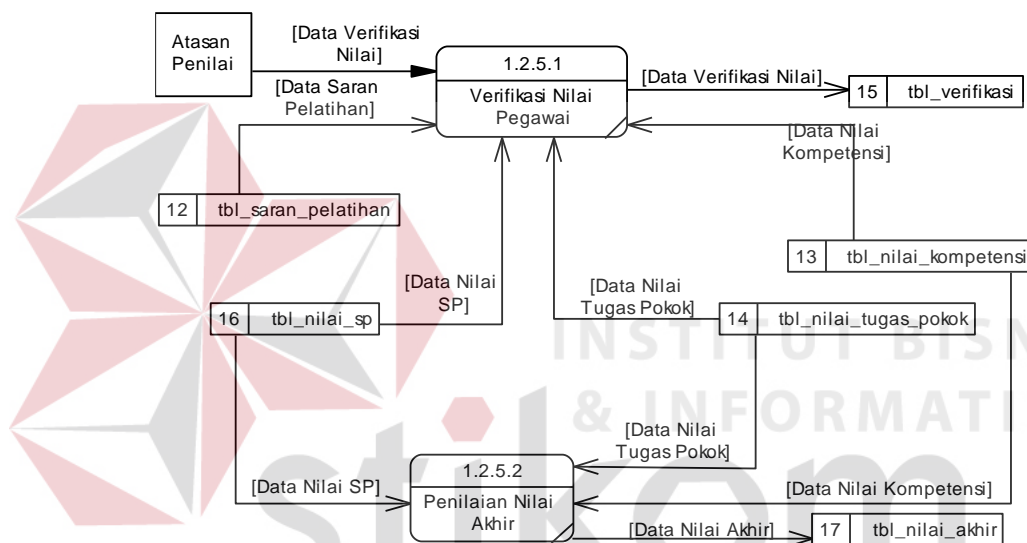 Atasan
Penilai
[Data Verifikasi
Nilai]
1.2.5.1
Verifikasi Nilai
Pegawai
[Data Verifikasi Nilai]
15 tbl_verifikasi
[Data Saran
Pelatihan]
[Data Nilai
Kompetensi]
12 tbl_saran_pelatihan
13 tbl_nilai_kompetensi
[Data Nilai
SP]
[Data Nilai
Tugas Pokok]
16 tbl_nilai_sp
14 tbl_nilai_tugas_pokok
INSTITUT BISN
& INFORMATI
stikom
[Data Nilai
Tugas Pokok]
1.2.5.2
Penilaian Nilai
Akhir
[Data Nilai SP]
[Data Nilai Kompetensi]
[Data Nilai Akhir]
17 tbl_nilai_akhir